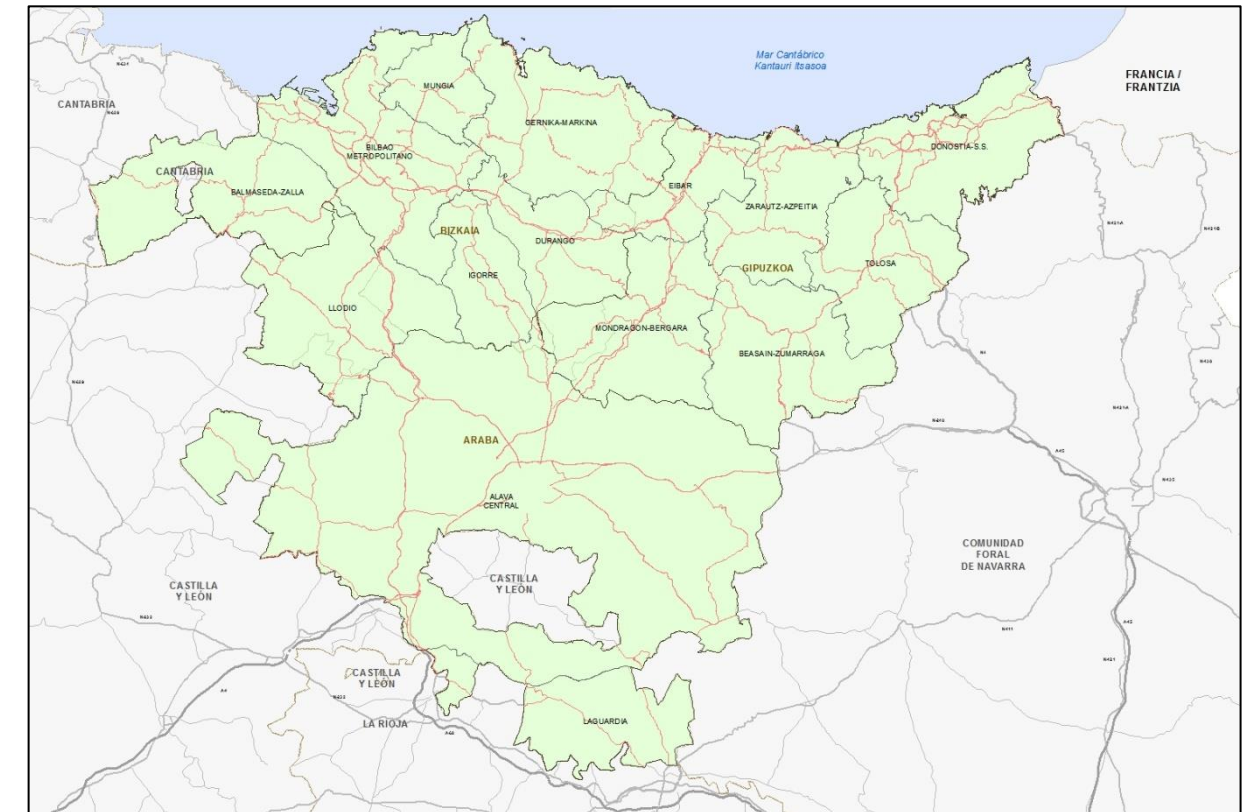 Mar Cantábrico
Kantauri Itsasoa
FRANCIA /
FRANTZIA
N-634
CANTABRIA
MUNGIA
GERNIKA-MARKINA
BILBAO
METROPOLITANO
DONOSTIA-S.S.
CANTABRIA
BALMASEDA-ZALLA
EIBAR
ZARAUTZ-AZPEITIA
BIZKAIA
DURANGO
IGORRE
GIPUZKOA
TOLOSA
LLODIO
MONDRAGON-BERGARA
BEASAIN-ZUMARRAGA
ARABA
ALAVA
CENTRAL
COMUNIDAD
FORAL
DE NAVARRA
CASTILLA
Y LEÓN
CASTILLA
Y LEÓN
CASTILLA
Y LEÓN
LA RIOJA
LAGUARDIA